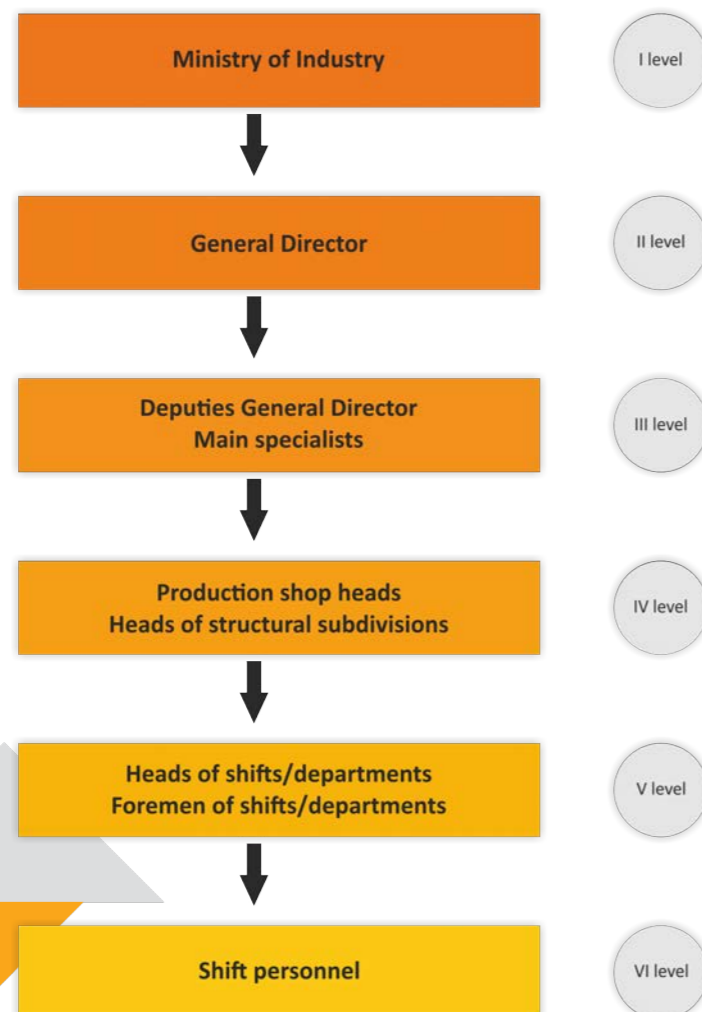 Ministry of Industry
I level
General Director
II level
Deputies General Director
Main specialists
III level
Production shop heads
Heads of structural subdivisions
IV level
Heads of shifts/departments
Foremen of shifts/departments
V level
Shift personnel
VI level